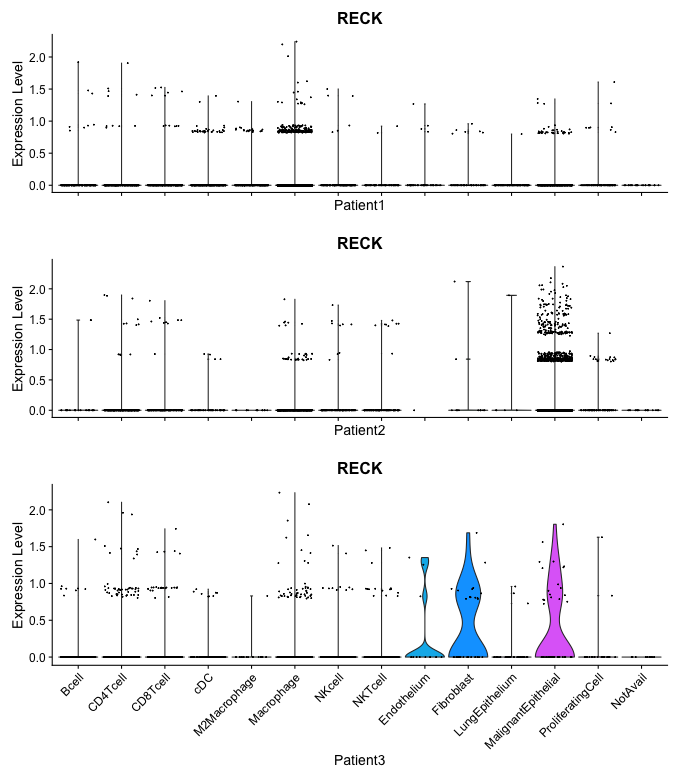 RECK
Expression Level
2.0
1.5
1.0
0.5
0.0
Patient1
RECK
Expression Level
2.0
1.5
1.0
0.5
0.0
Patient2
RECK
Expression Level
2.0
1.5
1.0
0.5
0.0
Bcell
CD4Tcell
CD8Tcell
cDC
M2Macrophage
Macrophage
NKcell
NKTcell
Endothelium
Fibroblast
LungEpithelium
MalignantEpithelial
ProliferatingCell
NotAvail
Patient3